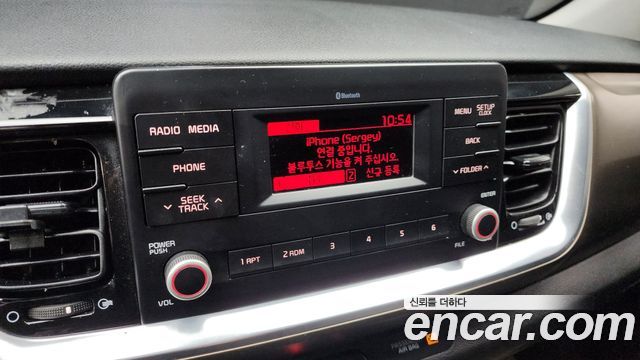 Bluetooth
10:54
iPhone (Sergey)
연결 중입니다.
블루투스 기능을 켜 주십시오.
2 신규 등록
RADIO MEDIA
PHONE
SEEK
TRACK
MENU SETUP
CLOCK
BACK
FOLDER
POWER
PUSH
VOL
ENTER
FILE
1 RPT 2 RDM 3 4 5 6
AIR BAG
신뢰를 더하다
encar.com